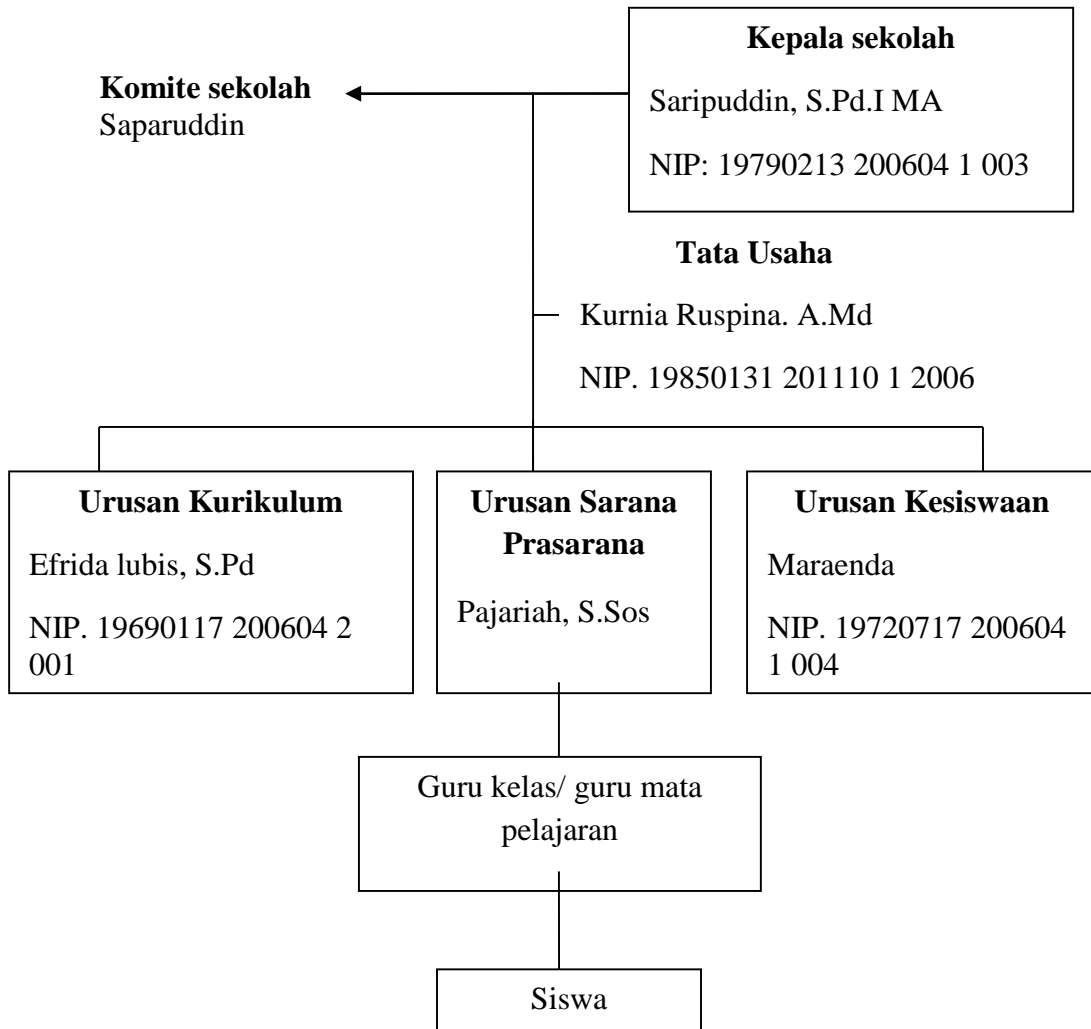 Kepala sekolah
Saripuddin, S.Pd.I MA
NIP: 19790213 200604 1 003
Komite sekolah
Saparuddin
Tata Usaha
Kurnia Ruspina. A.Md
NIP. 19850131 201110 1 2006
Urusan Kurikulum
Efrida lubis, S.Pd
NIP. 19690117 200604 2
001
Urusan Sarana
Prasarana
Pajariah, S.Sos
Urusan Kesiswaan
Maraenda
NIP. 19720717 200604
1 004
Guru kelas/ guru mata
pelajaran
Siswa